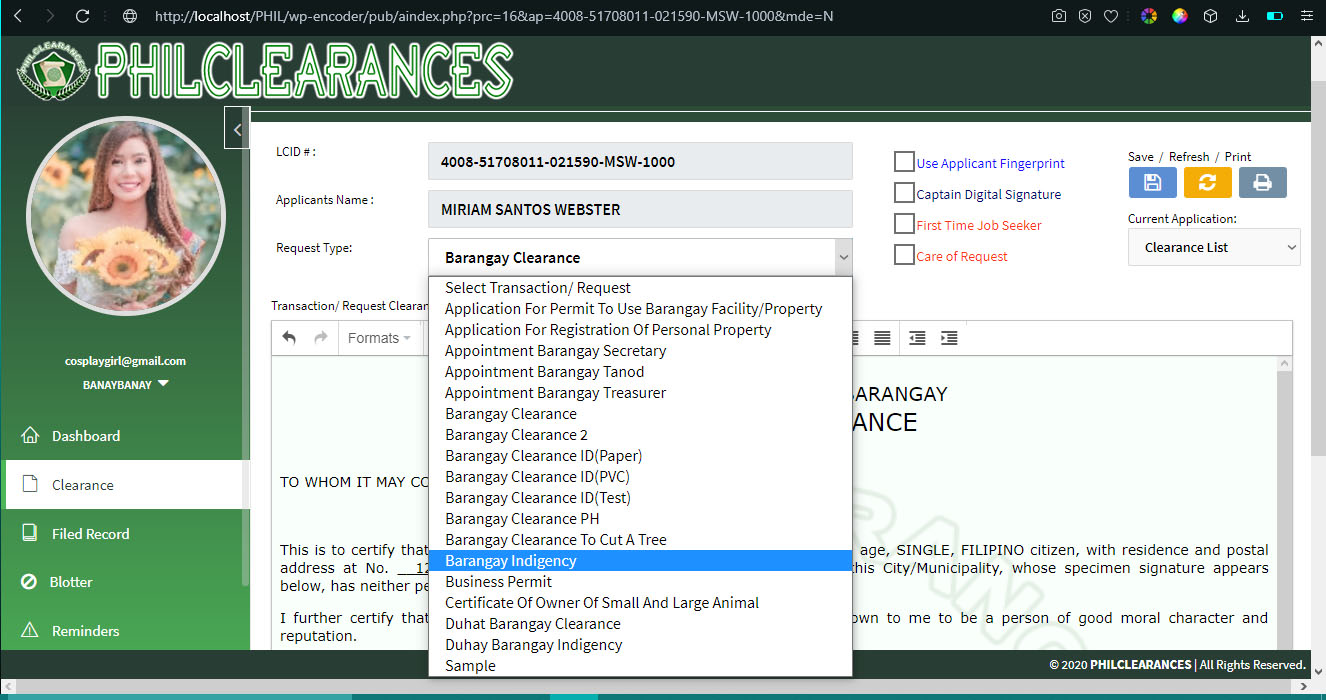 http://localhost/PHIL/wp-encoder/pub/aindex.php?prc=16&ap=4008-51708011-021590-MSW-1000&mde=N
PHILCLEARANCES
PHILCLEARANCES
cosplaygirl@gmail.com
BANAYBANAY
Dashboard
Clearance
Filed Record
Blotter
Reminders
LCID # :
4008-51708011-021590-MSW-1000
Applicants Name :
MIRIAM SANTOS WEBSTER
Request Type:
Barangay Clearance
Use Applicant Fingerprint
Captain Digital Signature
First Time Job Seeker
Care of Request
Save / Refresh / Print
Current Application:
Clearance List
Transaction/ Request
Formats
Select Transaction/ Request
Application For Permit To Use Barangay Facility/Property
Application For Registration Of Personal Property
Appointment Barangay Secretary
Appointment Barangay Tanod
Appointment Barangay Treasurer
Barangay Clearance
Barangay Clearance 2
Barangay Clearance ID(Paper)
Barangay Clearance ID(PVC)
Barangay Clearance ID(Test)
Barangay Clearance PH
Barangay Clearance To Cut A Tree
Barangay Indigency
Business Permit
Certificate Of Owner Of Small And Large Animal
Duhat Barangay Clearance
Duhay Barangay Indigency
Sample
ARANGAY
ANCE
TO WHOM IT MAY CO
This is to certify that age, SINGLE, FILIPINO citizen, with residence and postal
address at No. 12 this City/Municipality, whose specimen signature appears
below, has neither pe
I further certify that own to me to be a person of good moral character and
reputation.
© 2020 PHILCLEARANCES | All Rights Reserved.